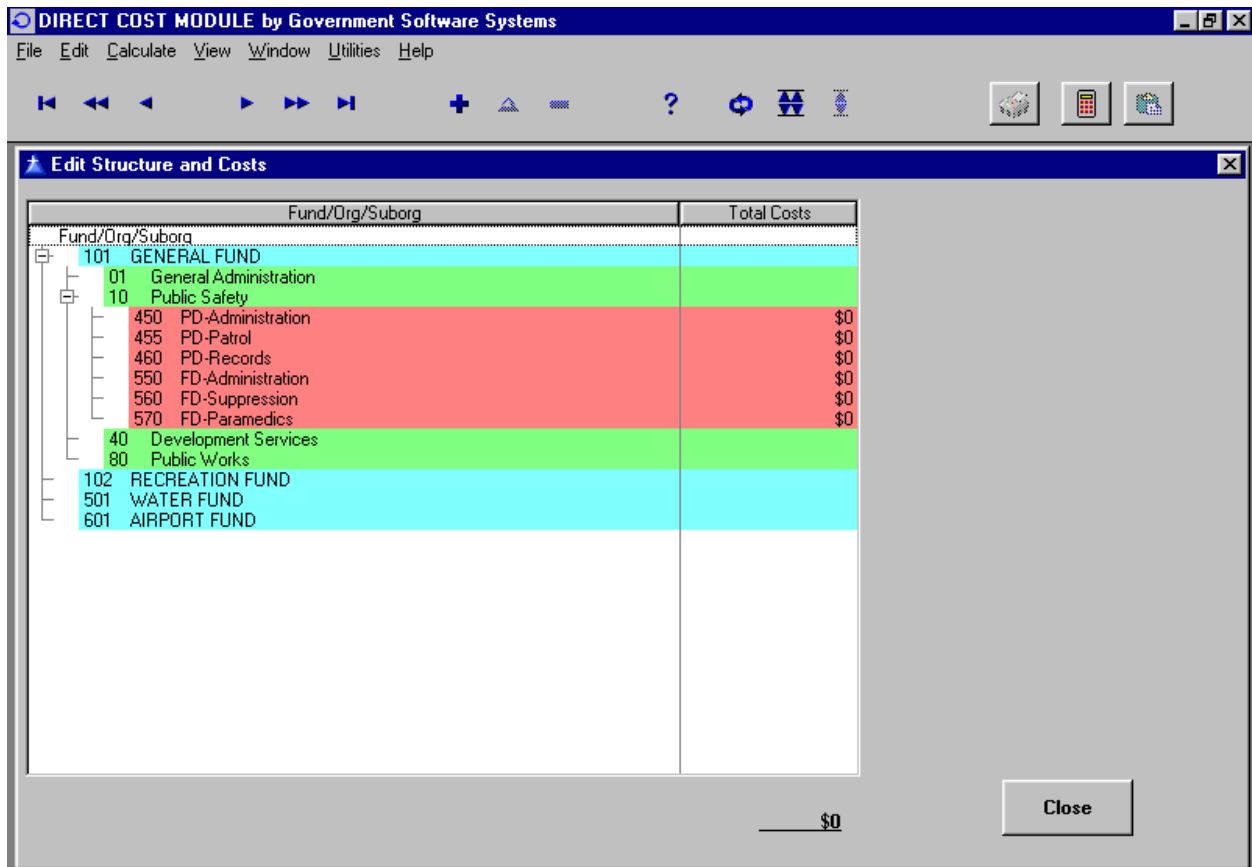 DIRECT COST MODULE by Government Software Systems
File Edit Calculate View Window Utilities Help
?
Edit Structure and Costs
Fund/Org/Suborg Total Costs
Fund/Org/Suborg
101 GENERAL FUND
01 General Administration
10 Public Safety
450 PD-Administration $0
455 PD-Patrol $0
460 PD-Records $0
550 FD-Administration $0
560 FD-Suppression $0
570 FD-Paramedics $0
40 Development Services
80 Public Works
102 RECREATION FUND
501 WATER FUND
601 AIRPORT FUND
$0
Close